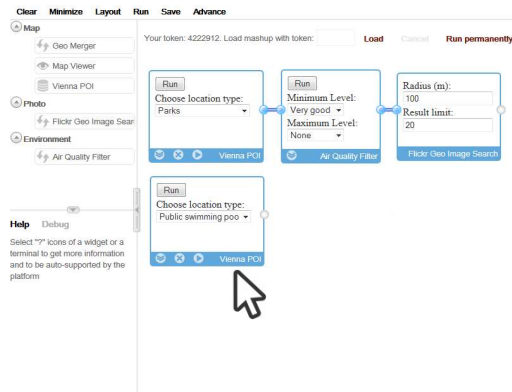 Clear Minimize Layout Run Save Advance
Map
Geo Merger
Map Viewer
Vienna POI
Photo
Flickr Geo Image Sear
Environment
Air Quality Filter
Help Debug
Select "?" icons of a widget or a
terminal to get more information
and to be auto-supported by the
platform
Your token: 4222912. Load mashup with token: Load Cancel Run permanently
Run
Choose location type:
Parks
Vienna POI
Run
Minimum Level:
Very good
Maximum Level:
None
Air Quality Filter
Radius (m):
100
Result limit:
20
Flickr Geo Image Search
Run
Choose location type:
Public swimming poo
Vienna POI